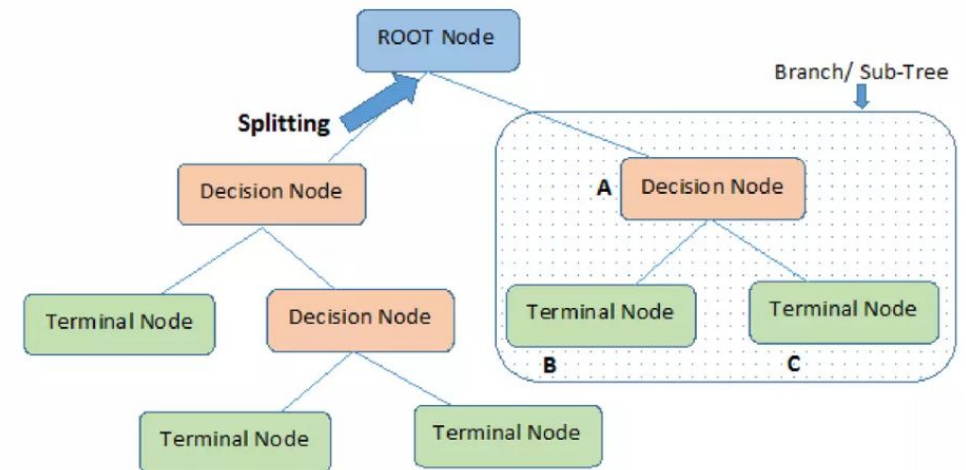 ROOT Node
Branch/ Sub-Tree
Splitting
Decision Node
A
Decision Node
Terminal Node
Decision Node
Terminal Node
Terminal Node
B
C
Terminal Node
Terminal Node